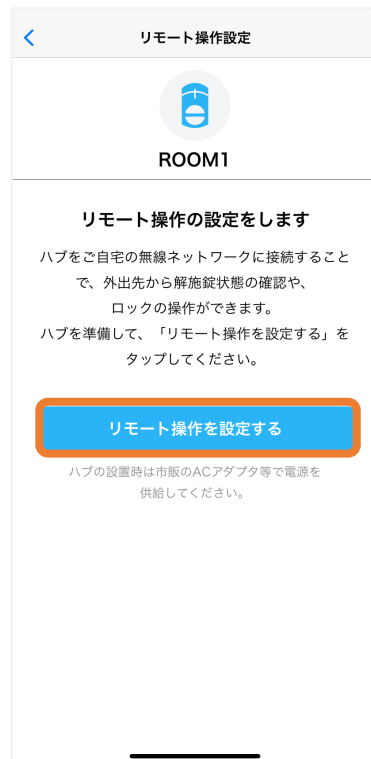 リモート操作設定
ROOM1
リモート操作の設定をします
ハブをご自宅の無線ネットワークに接続すること
で、外出先から解施錠状態の確認や、
ロックの操作ができます。
ハブを準備して、「リモート操作を設定する」を
タップしてください。
リモート操作を設定する
ハブの設置時は市販のACアダプタ等で電源を
供給してください。